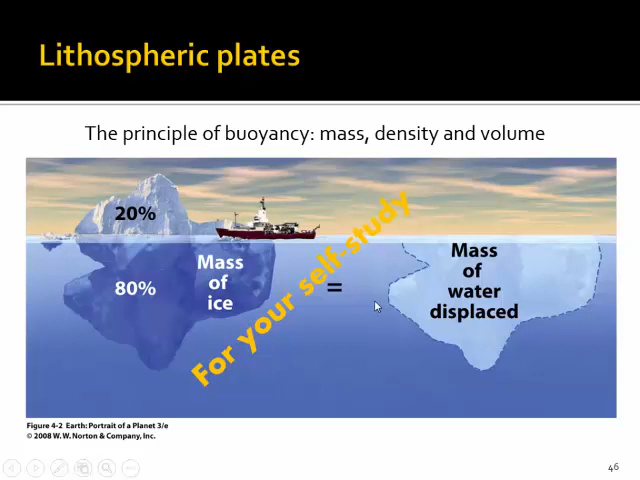 Lithospheric plates
The principle of buoyancy: mass, density and volume
20%
80%
Mass
of
ice
=
Mass
of
water
displaced
For your self-study
Figure 4-2 Earth: Portrait of a Planet 3/e
© 2008 W. W. Norton & Company, Inc.
46